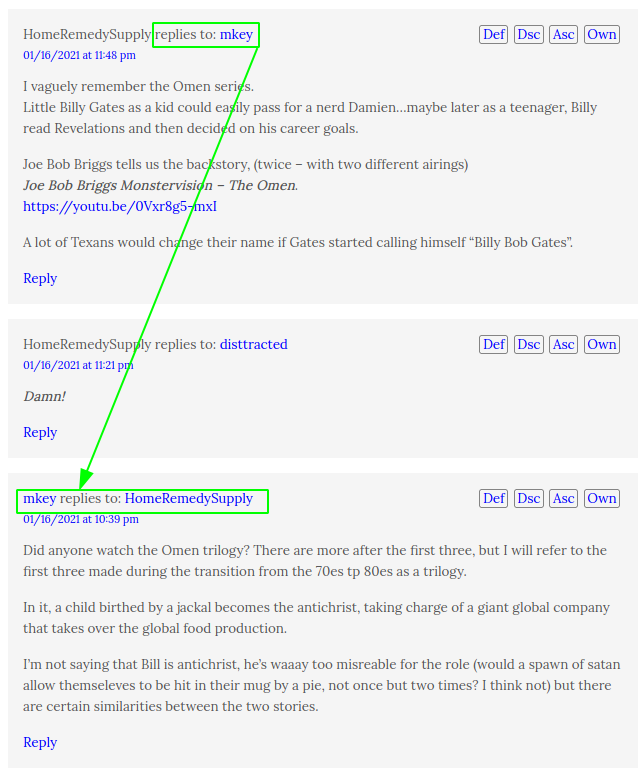 HomeRemedySupply replies to: mkey Def Dsc Asc Own
01/16/2021 at 11:48 pm
I vaguely remember the Omen series.
Little Billy Gates as a kid could easily pass for a nerd Damien...maybe later as a teenager, Billy
read Revelations and then decided on his career goals.
Joe Bob Briggs tells us the backstory, (twice – with two different airings)
Joe Bob Briggs Monstervision – The Omen.
https://youtu.be/0Vxr8g5-mxI
A lot of Texans would change their name if Gates started calling himself “Billy Bob Gates”.
Reply
HomeRemedySupply replies to: disttracted Def Dsc Asc Own
01/16/2021 at 11:21 pm
Damn!
Reply
mkey replies to: HomeRemedySupply Def Dsc Asc Own
01/16/2021 at 10:39 pm
Did anyone watch the Omen trilogy? There are more after the first three, but I will refer to the
first three made during the transition from the 70es tp 80es as a trilogy.
In it, a child birthed by a jackal becomes the antichrist, taking charge of a giant global company
that takes over the global food production.
I’m not saying that Bill is antichrist, he’s waaay too misreable for the role (would a spawn of satan
allow themseleves to be hit in their mug by a pie, not once but two times? I think not) but there
are certain similarities between the two stories.
Reply